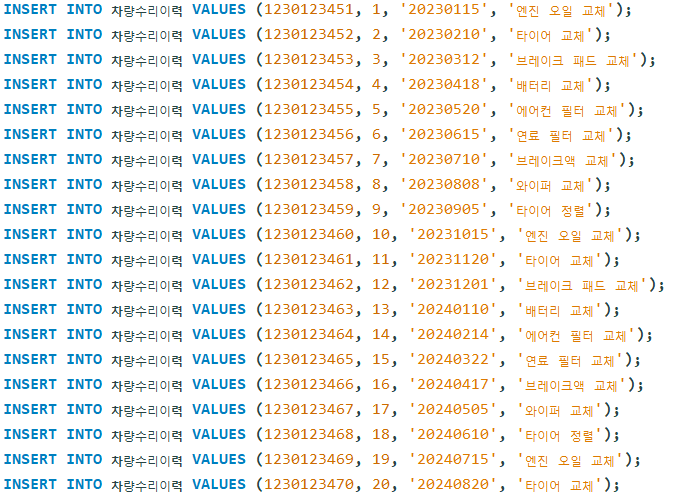 INSERT INTO 차량수리이력 VALUES (1230123451, 1, '20230115', '엔진 오일 교체');
INSERT INTO 차량수리이력 VALUES (1230123452, 2, '20230210', '타이어 교체');
INSERT INTO 차량수리이력 VALUES (1230123453, 3, '20230312', '브레이크 패드 교체');
INSERT INTO 차량수리이력 VALUES (1230123454, 4, '20230418', '배터리 교체');
INSERT INTO 차량수리이력 VALUES (1230123455, 5, '20230520', '에어컨 필터 교체');
INSERT INTO 차량수리이력 VALUES (1230123456, 6, '20230615', '연료 필터 교체');
INSERT INTO 차량수리이력 VALUES (1230123457, 7, '20230710', '브레이크액 교체');
INSERT INTO 차량수리이력 VALUES (1230123458, 8, '20230808', '와이퍼 교체');
INSERT INTO 차량수리이력 VALUES (1230123459, 9, '20230905', '타이어 정렬');
INSERT INTO 차량수리이력 VALUES (1230123460, 10, '20231015', '엔진 오일 교체');
INSERT INTO 차량수리이력 VALUES (1230123461, 11, '20231120', '타이어 교체');
INSERT INTO 차량수리이력 VALUES (1230123462, 12, '20231201', '브레이크 패드 교체');
INSERT INTO 차량수리이력 VALUES (1230123463, 13, '20240110', '배터리 교체');
INSERT INTO 차량수리이력 VALUES (1230123464, 14, '20240214', '에어컨 필터 교체');
INSERT INTO 차량수리이력 VALUES (1230123465, 15, '20240322', '연료 필터 교체');
INSERT INTO 차량수리이력 VALUES (1230123466, 16, '20240417', '브레이크액 교체');
INSERT INTO 차량수리이력 VALUES (1230123467, 17, '20240505', '와이퍼 교체');
INSERT INTO 차량수리이력 VALUES (1230123468, 18, '20240610', '타이어 정렬');
INSERT INTO 차량수리이력 VALUES (1230123469, 19, '20240715', '엔진 오일 교체');
INSERT INTO 차량수리이력 VALUES (1230123470, 20, '20240820', '타이어 교체');